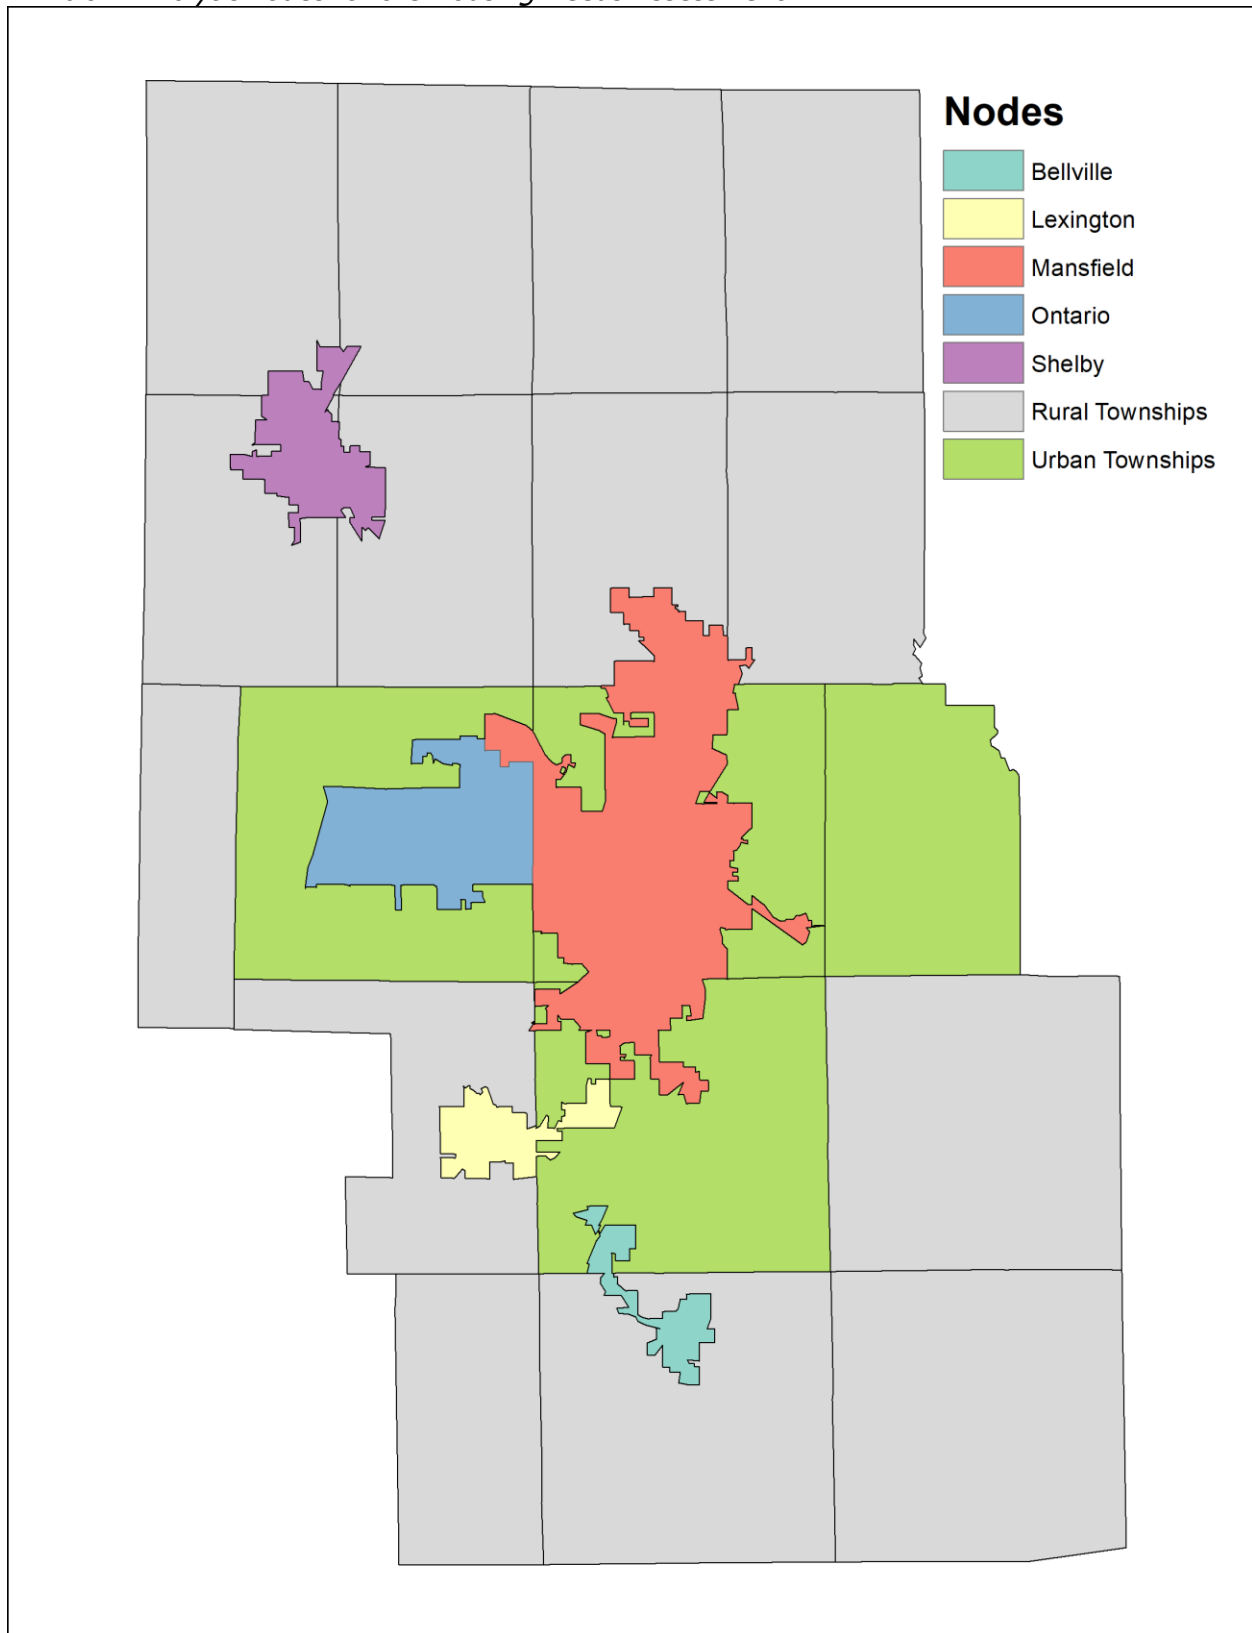 Nodes
Bellville
Lexington
Mansfield
Ontario
Shelby
Rural Townships
Urban Townships